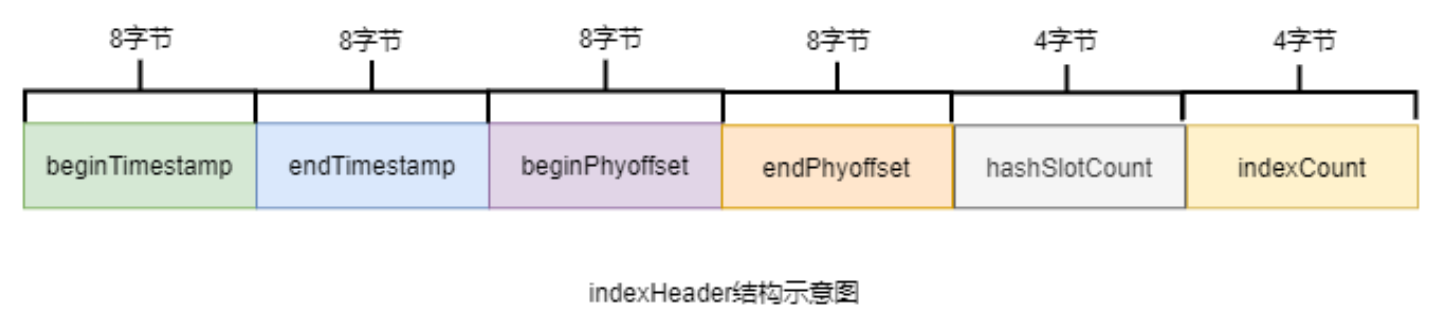 8字节 8字节 8字节 8字节 4字节 4字节
beginTimestamp endTimestamp beginPhyoffset endPhyoffset hashSlotCount indexCount
indexHeader结构示意图